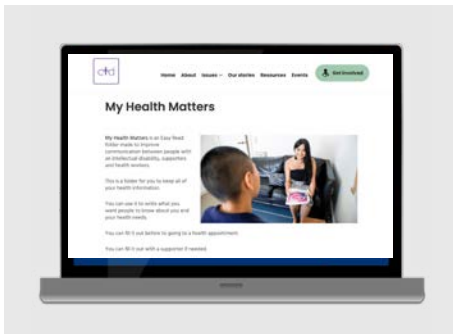 cid
Home About Issues Our stories Resources Events Get Involved
My Health Matters
My Health Matters is an Easy Read
folder made to improve
communication between people with
an intellectual disability, supporters
and health workers.
This is a folder for you to keep all of
your health information.
You can use it to write what you
want people to know about you and
your health needs.
You can fill it out before to going to a health appointment.
You can fill it out with a supporter if needed.